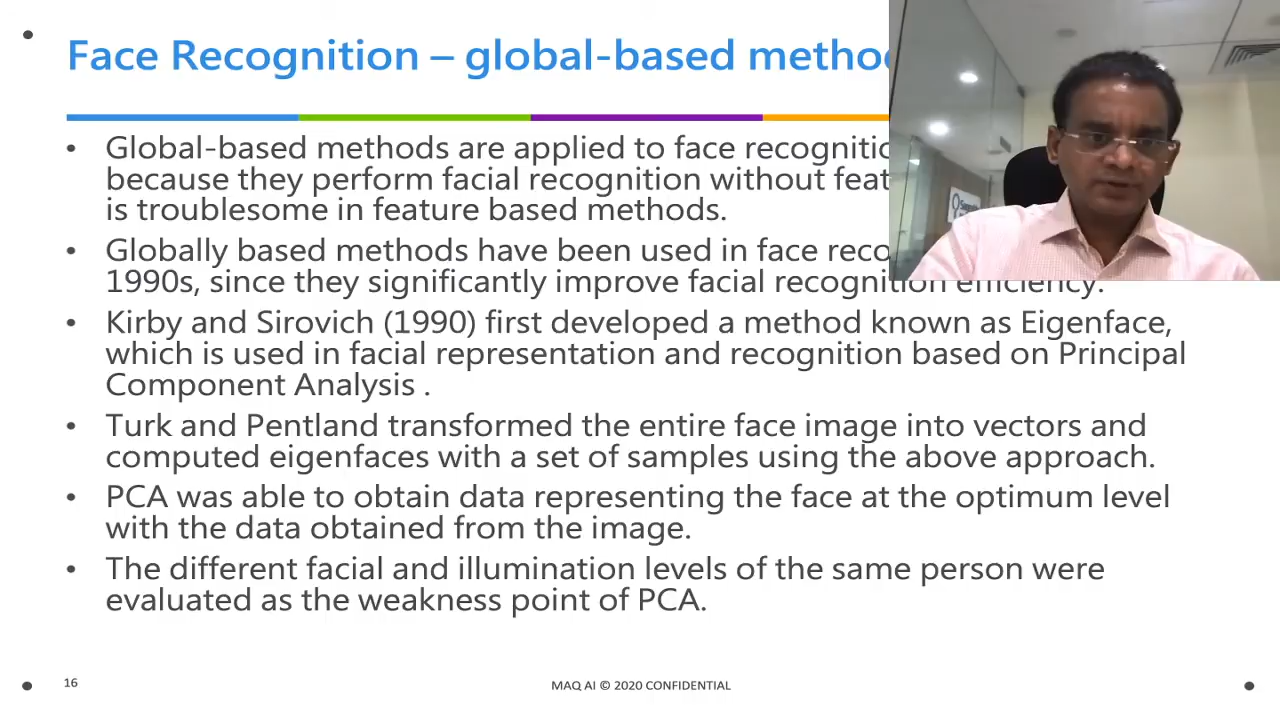 Face Recognition – global-based
• Global-based methods are applied to face
because they perform facial recognition without
is troublesome in feature based methods.
• Globally based methods have been used in face
1990s, since they significantly improve facial recognition efficiency.
• Kirby and Sirovich (1990) first developed a method known as Eigenface,
which is used in facial representation and recognition based on Principal
Component Analysis .
• Turk and Pentland transformed the entire face image into vectors and
computed eigenfaces with a set of samples using the above approach.
• PCA was able to obtain data representing the face at the optimum level
with the data obtained from the image.
• The different facial and illumination levels of the same person were
evaluated as the weakness point of PCA.
16
MAQ AI © 2020 CONFIDENTIAL